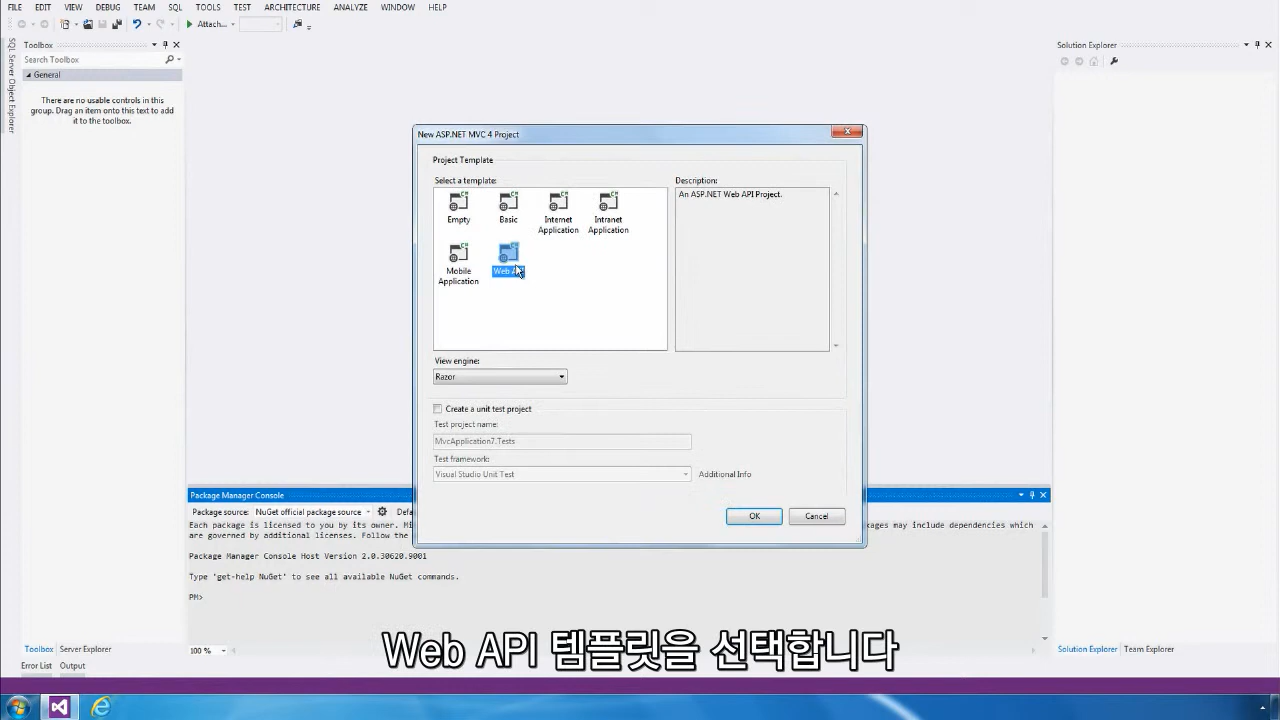 FILE EDIT VIEW DEBUG TEAM SQL TOOLS TEST ARCHITECTURE ANALYZE WINDOW HELP
Attach...
SQL Server Object Explorer
Toolbox
Search Toolbox
General
There are no usable controls in this
group. Drag an item onto this text to add
it to the toolbox.
Solution Explorer
New ASP.NET MVC 4 Project
Project Template
Select a template:
Description:
Empty
Basic
Internet
Application
Intranet
Application
Mobile
Application
Web
An ASP.NET Web API Project.
View engine:
Razor
Create a unit test project
Test project name:
MvcApplication7.Tests
Test framework:
Visual Studio Unit Test
Additional Info
OK
Cancel
Package Manager Console
Package source: NuGet official package source
Each package is licensed to you by its owner. ackages may include dependencies which
are governed by additional licenses. Follow the
Package Manager Console Host Version 2.0.30620.9001
Type 'get-help NuGet' to see all available NuGet commands.
PM>
100 %
Toolbox Server Explorer
Solution Explorer Team Explorer
Error List Output
Web API 템플릿을 선택합니다